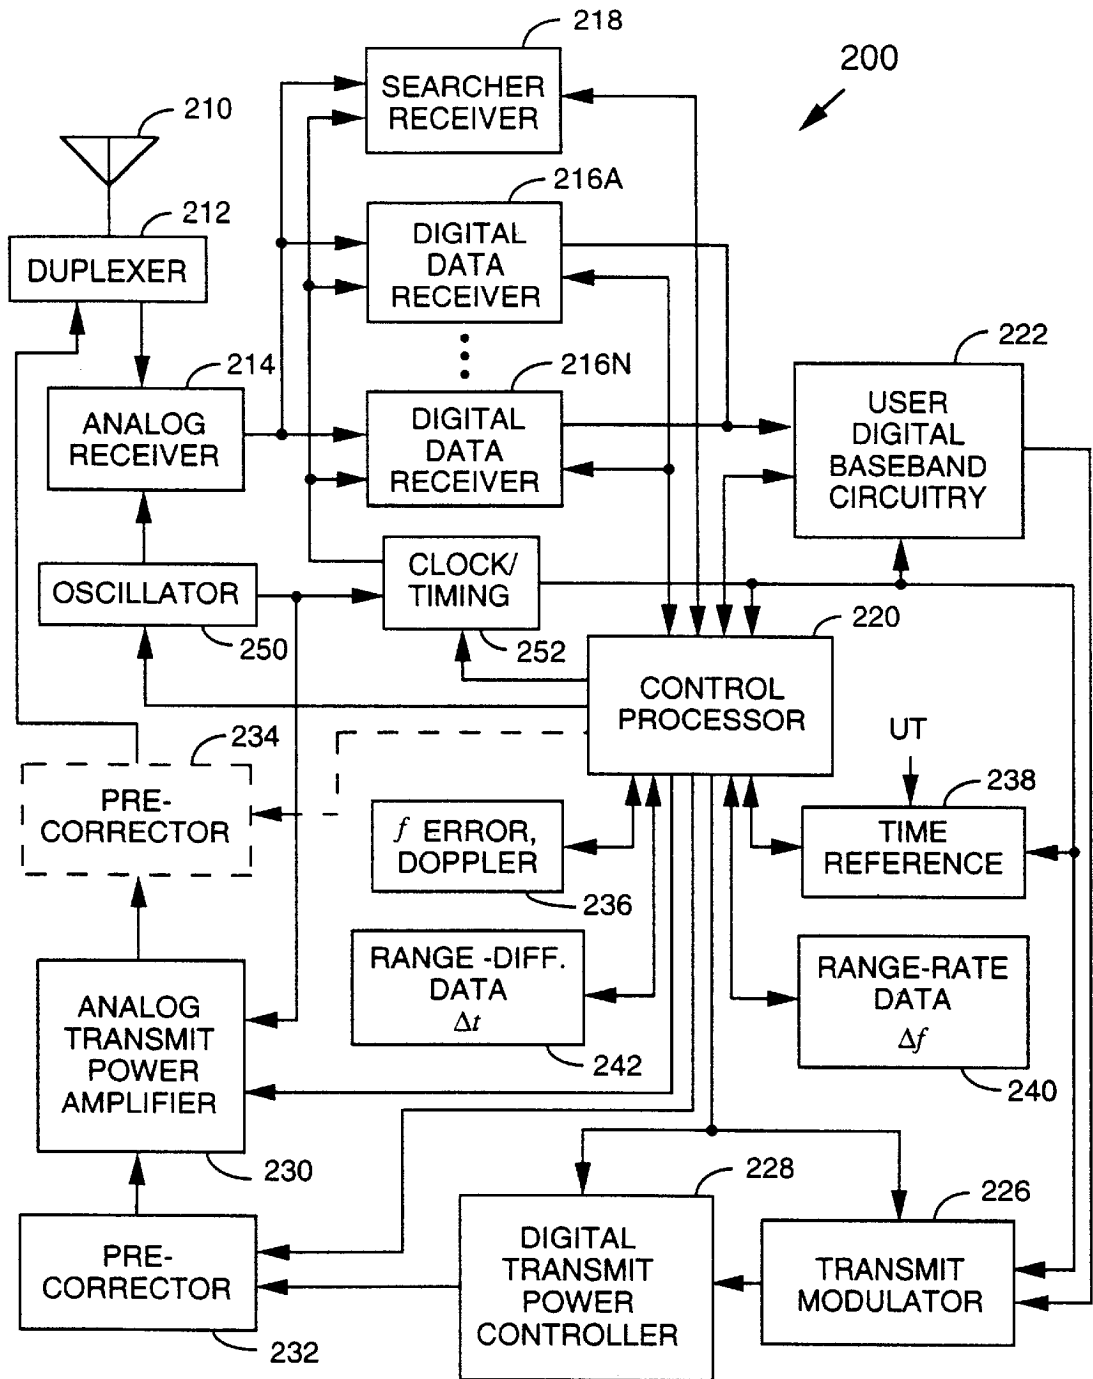 218
200
SEARCHER
RECEIVER
210
216A
212
DIGITAL
DATA
RECEIVER
DUPLEXER
222
214
216N
USER
DIGITAL
BASEBAND
CIRCUITRY
ANALOG
RECEIVER
DIGITAL
DATA
RECEIVER
CLOCK/
TIMING
OSCILLATOR
220
250
252
CONTROL
PROCESSOR
UT
234
238
PRE-
CORRECTOR
f ERROR,
DOPPLER
TIME
REFERENCE
236
RANGE -DIFF.
DATA
Δt
RANGE-RATE
DATA
Δf
ANALOG
TRANSMIT
POWER
AMPLIFIER
242
240
230
228
226
PRE-
CORRECTOR
DIGITAL
TRANSMIT
POWER
CONTROLLER
TRANSMIT
MODULATOR
232